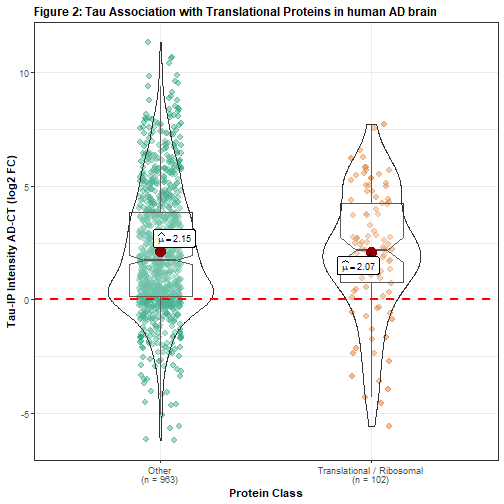 Figure 2: Tau Association with Translational Proteins in human AD brain
Tau-IP Intensity AD-CT (log2 FC)
10
5
0
-5
μ̂ = 2.15
μ̂ = 2.07
Other
(n = 963)
Translational / Ribosomal
(n = 102)
Protein Class